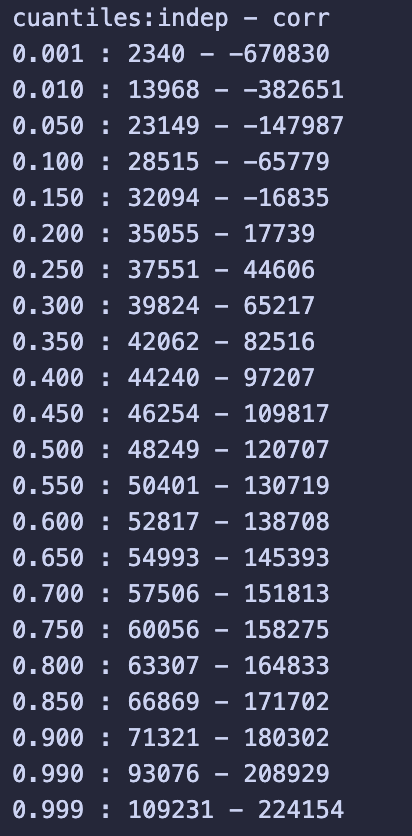 cuantiles:indep - corr
0.001 : 2340 - -670830
0.010 : 13968 - -382651
0.050 : 23149 - -147987
0.100 : 28515 - -65779
0.150 : 32094 - -16835
0.200 : 35055 - 17739
0.250 : 37551 - 44606
0.300 : 39824 - 65217
0.350 : 42062 - 82516
0.400 : 44240 - 97207
0.450 : 46254 - 109817
0.500 : 48249 - 120707
0.550 : 50401 - 130719
0.600 : 52817 - 138708
0.650 : 54993 - 145393
0.700 : 57506 - 151813
0.750 : 60056 - 158275
0.800 : 63307 - 164833
0.850 : 66869 - 171702
0.900 : 71321 - 180302
0.990 : 93076 - 208929
0.999 : 109231 - 224154